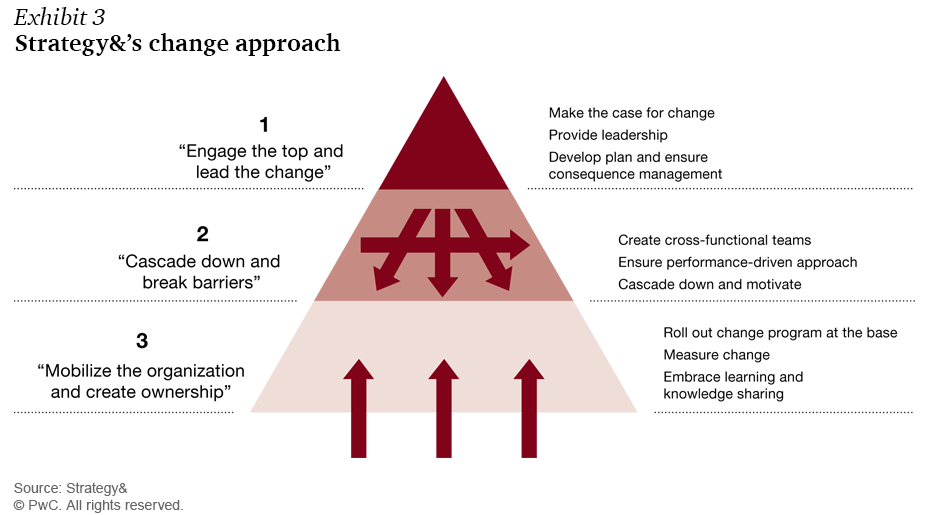 Exhibit 3
Strategy&’s change approach
1
“Engage the top and
lead the change”
Make the case for change
Provide leadership
Develop plan and ensure
consequence management
2
“Cascade down and
break barriers”
Create cross-functional teams
Ensure performance-driven approach
Cascade down and motivate
3
“Mobilize the organization
and create ownership”
Roll out change program at the base
Measure change
Embrace learning and
knowledge sharing
Source: Strategy&
© PwC. All rights reserved.